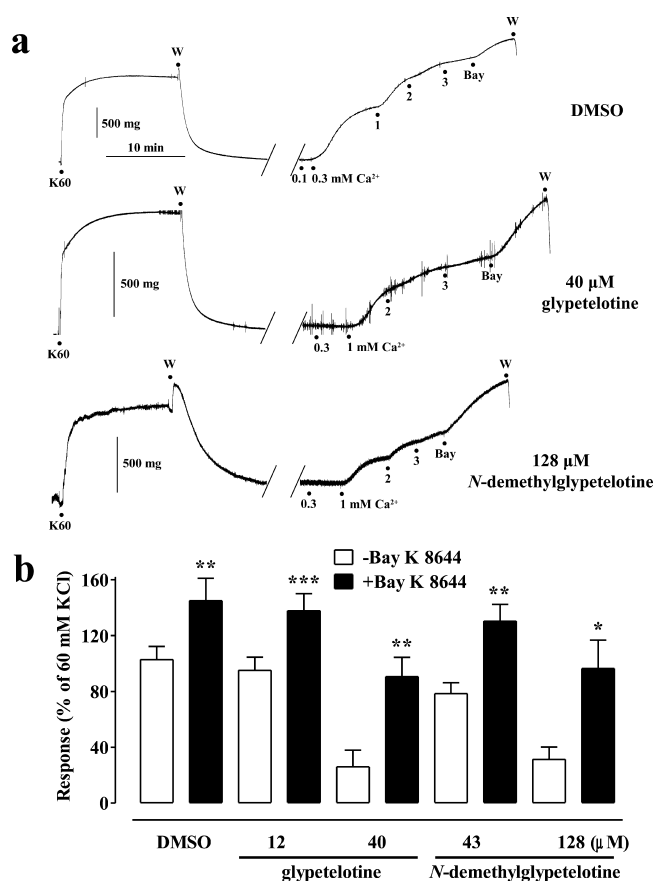 a
W
W
1
2
3
Bay
500 mg
10 min
DMSO
K60
0.1 0.3 mM Ca²⁺
W
W
500 mg
2
3
Bay
40 µM
glypetelotine
K60
0.3
1 mM Ca²⁺
W
W
500 mg
2
3
Bay
128 µM
N-demethylglypetelotine
K60
0.3
1 mM Ca²⁺
b
-Bay K 8644
+Bay K 8644
Response (% of 60 mM KCl)
160
120
80
40
0
**
***
**
**
*
DMSO 12 40 43 128 (µM)
glypetelotine N-demethylglypetelotine